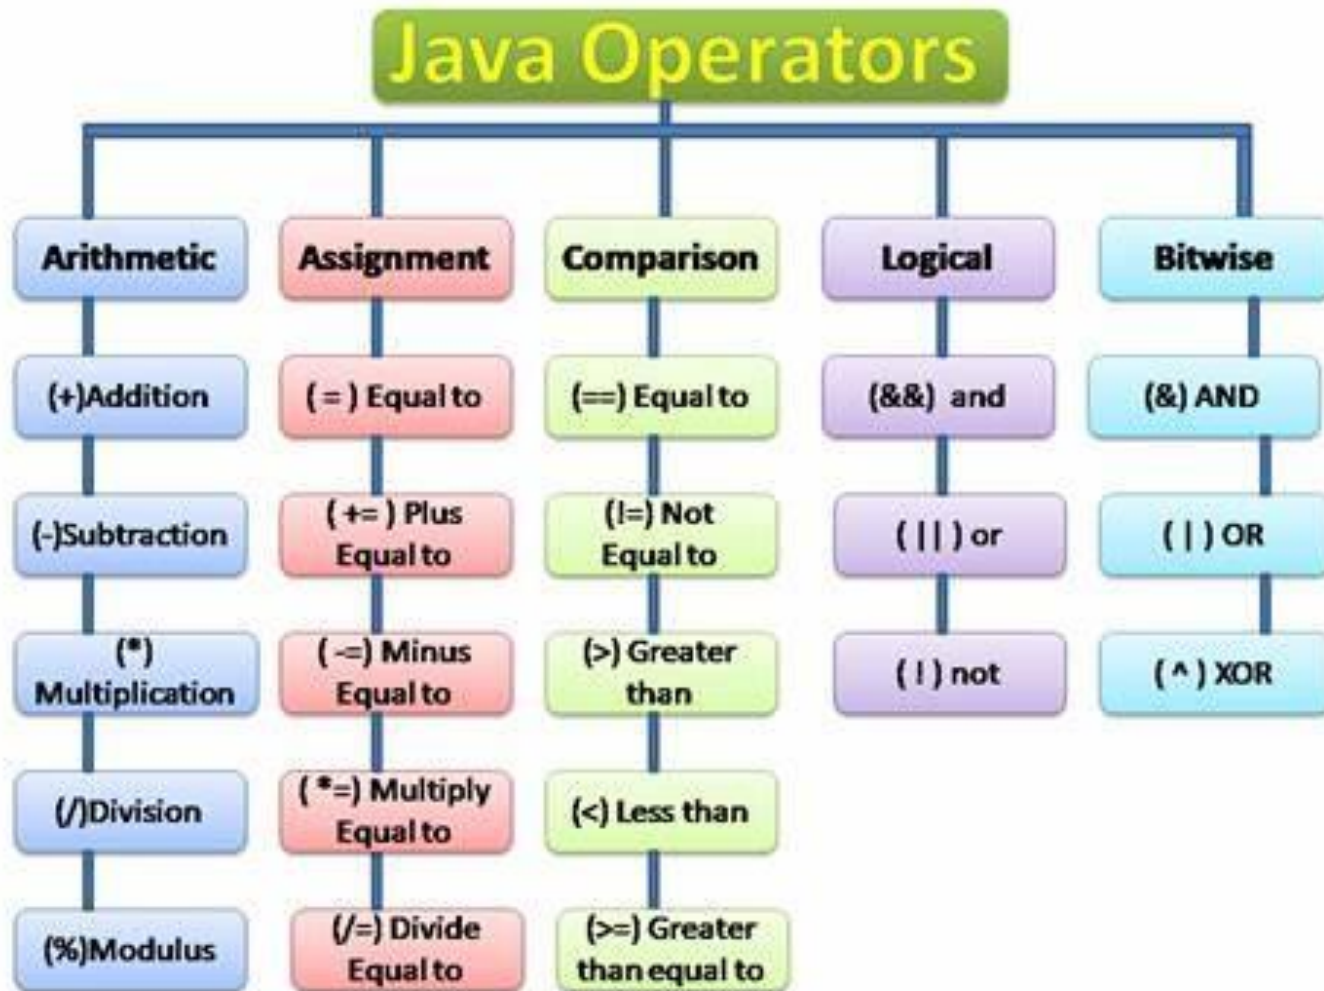 Java Operators
Arithmetic
(+)Addition
(-)Subtraction
(*)
Multiplication
(/)Division
(%)Modulus
Assignment
( = ) Equal to
( += ) Plus
Equal to
( -=) Minus
Equal to
( *=) Multiply
Equal to
(/=) Divide
Equal to
Comparison
(==) Equal to
(!=) Not
Equal to
(>) Greater
than
(<) Less than
(>=) Greater
than equal to
Logical
(&&) and
( || ) or
( ! ) not
Bitwise
(&) AND
( | ) OR
( ^ ) XOR